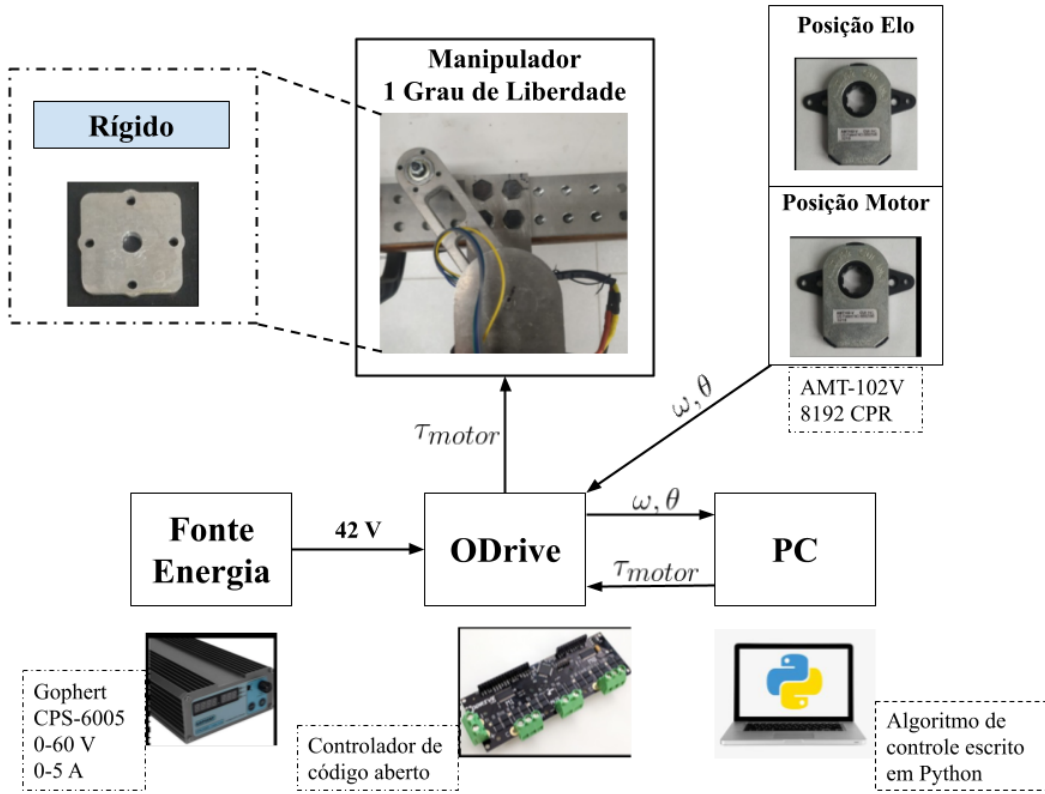 Manipulador
1 Grau de Liberdade
Posição Elo
Rígido
Posição Motor
AMT-102V
8192 CPR
ω, θ
τmotor
Fonte
Energia
42 V
ODrive
ω, θ
τmotor
PC
Gophert
CPS-6005
0-60 V
0-5 A
Controlador de
código aberto
Algoritmo de
controle escrito
em Python